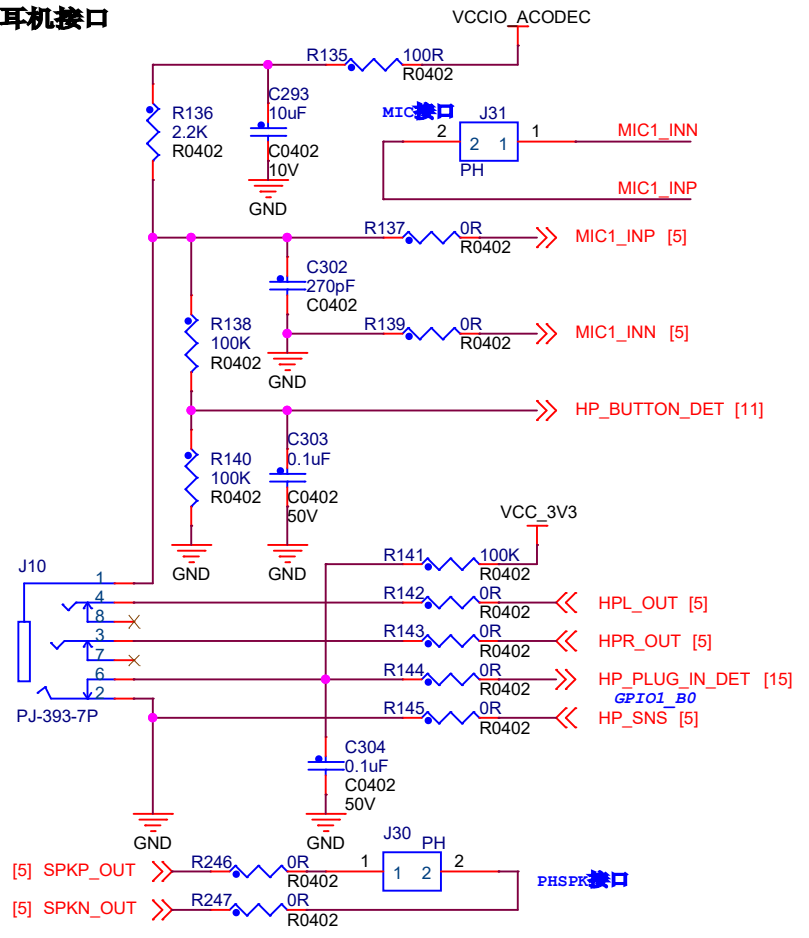 耳机接口
VCCIO_ACODEC
R135 100R
R0402
C293
10uF
C0402
10V
GND
R136
2.2K
R0402
MIC接口 J31
2 2 1 1
PH
MIC1_INN
MIC1_INP
R137 0R
R0402
MIC1_INP [5]
C302
270pF
C0402
GND
R138
100K
R0402
R139 0R
R0402
MIC1_INN [5]
HP_BUTTON_DET [11]
C303
0.1uF
C0402
50V
GND
R140
100K
R0402
GND
VCC_3V3
R141 100K
R0402
J10
1
4
8
3
7
6
2
PJ-393-7P
R142 0R
R0402
HPL_OUT [5]
R143 0R
R0402
HPR_OUT [5]
R144 0R
R0402
HP_PLUG_IN_DET [15]
GPIO1_B0
R145 0R
R0402
HP_SNS [5]
C304
0.1uF
C0402
50V
GND
GND
J30
PH
1 1 2 2
[5] SPKP_OUT R246 0R
R0402
PHSPK接口
[5] SPKN_OUT R247 0R
R0402